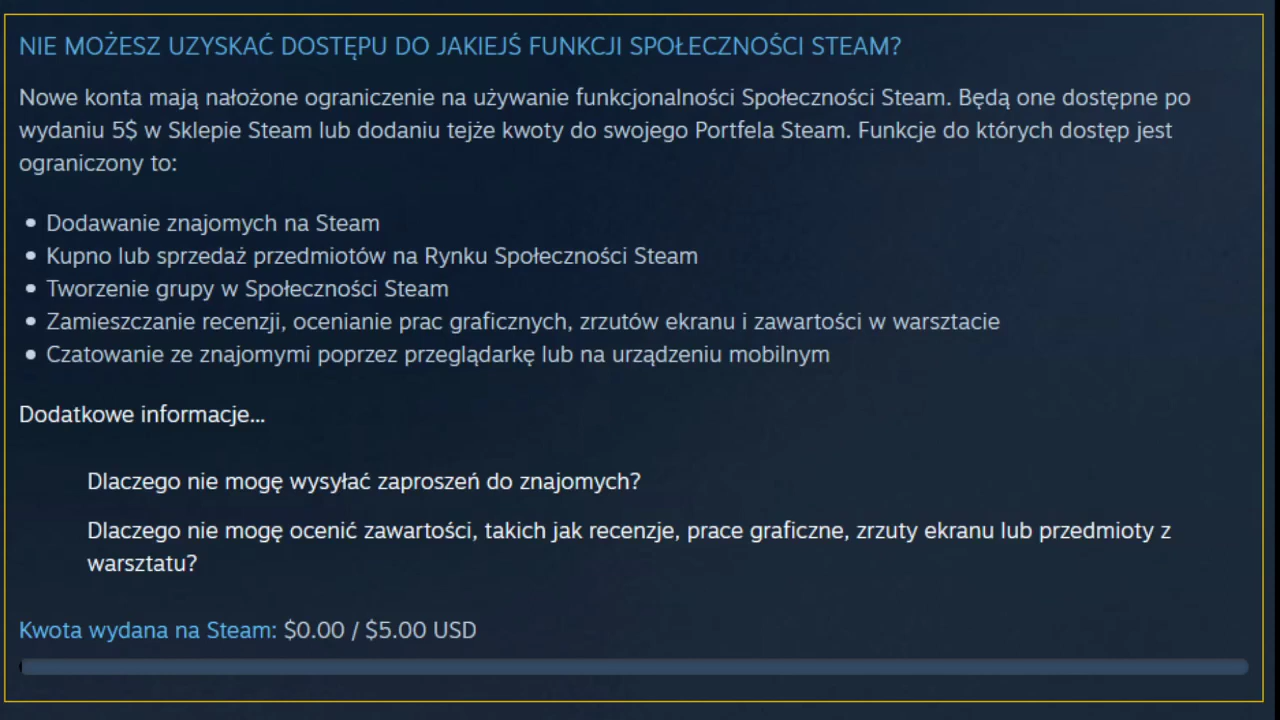 NIE MOŻESZ UZYSKAĆ DOSTĘPU DO JAKIEJŚ FUNKCJI SPOŁECZNOŚCI STEAM?
Nowe konta mają nałożone ograniczenie na używanie funkcjonalności Społeczności Steam. Będą one dostępne po
wydaniu 5$ w Sklepie Steam lub dodaniu tejże kwoty do swojego Portfela Steam. Funkcje do których dostęp jest
ograniczony to:
• Dodawanie znajomych na Steam
• Kupno lub sprzedaż przedmiotów na Rynku Społeczności Steam
• Tworzenie grupy w Społeczności Steam
• Zamieszczanie recenzji, ocenianie prac graficznych, zrzutów ekranu i zawartości w warsztacie
• Czatowanie ze znajomymi poprzez przeglądarkę lub na urządzeniu mobilnym
Dodatkowe informacje...
Dlaczego nie mogę wysyłać zaproszeń do znajomych?
Dlaczego nie mogę ocenić zawartości, takich jak recenzje, prace graficzne, zrzuty ekranu lub przedmioty z
warsztatu?
Kwota wydana na Steam: $0.00 / $5.00 USD